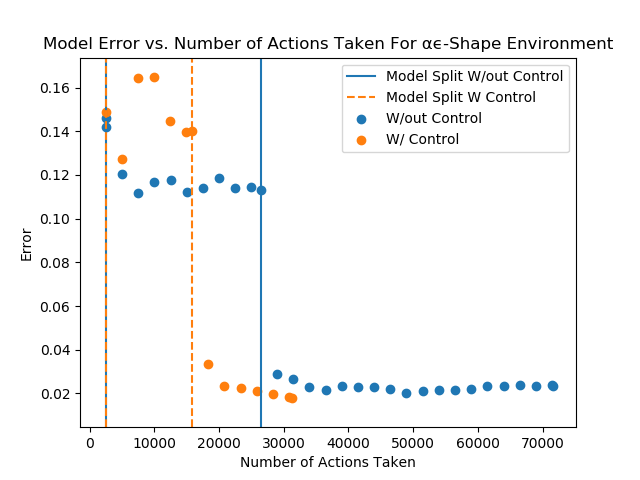 Model Error vs. Number of Actions Taken For αϵ-Shape Environment
Model Split W/out Control
Model Split W Control
W/out Control
W/ Control
Error
0.16
0.14
0.12
0.10
0.08
0.06
0.04
0.02
0 10000 20000 30000 40000 50000 60000 70000
Number of Actions Taken